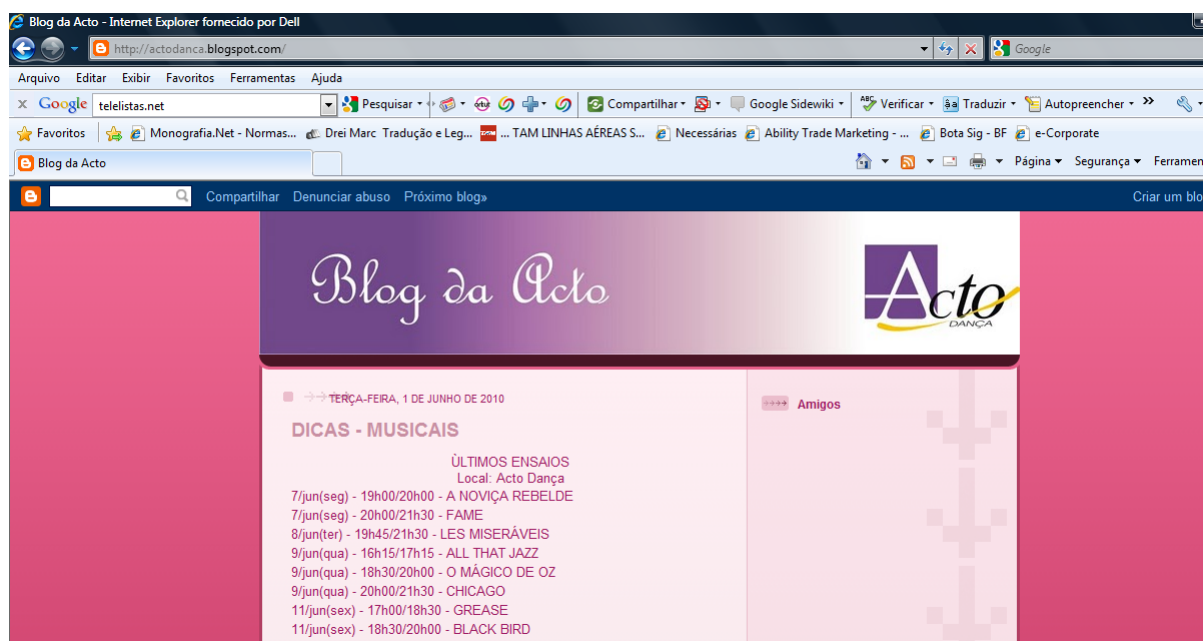 Blog da Acto - Internet Explorer fornecido por Dell
http://actodanca.blogspot.com/
Google
Arquivo Editar Exibir Favoritos Ferramentas Ajuda
x Google telelistas.net Pesquisar Compartilhar Google Sidewiki ABC Verificar Traduzir Autopreencher
Favoritos Monografia.Net - Normas... Drei Marc Tradução e Leg... ... TAM LINHAS AÉREAS S... Necessárias Ability Trade Marketing - ... Bota Sig - BF e-Corporate
Blog da Acto Página Segurança Ferramen
Compartilhar Denunciar abuso Próximo blog» Criar um blo
Blog da Acto
Acto
DANÇA
TERÇA-FEIRA, 1 DE JUNHO DE 2010
Amigos
DICAS - MUSICAIS
ÙLTIMOS ENSAIOS
Local: Acto Dança
7/jun(seg) - 19h00/20h00 - A NOVIÇA REBELDE
7/jun(seg) - 20h00/21h30 - FAME
8/jun(ter) - 19h45/21h30 - LES MISERÁVEIS
9/jun(qua) - 16h15/17h15 - ALL THAT JAZZ
9/jun(qua) - 18h30/20h00 - O MÁGICO DE OZ
9/jun(qua) - 20h00/21h30 - CHICAGO
11/jun(sex) - 17h00/18h30 - GREASE
11/jun(sex) - 18h30/20h00 - BLACK BIRD